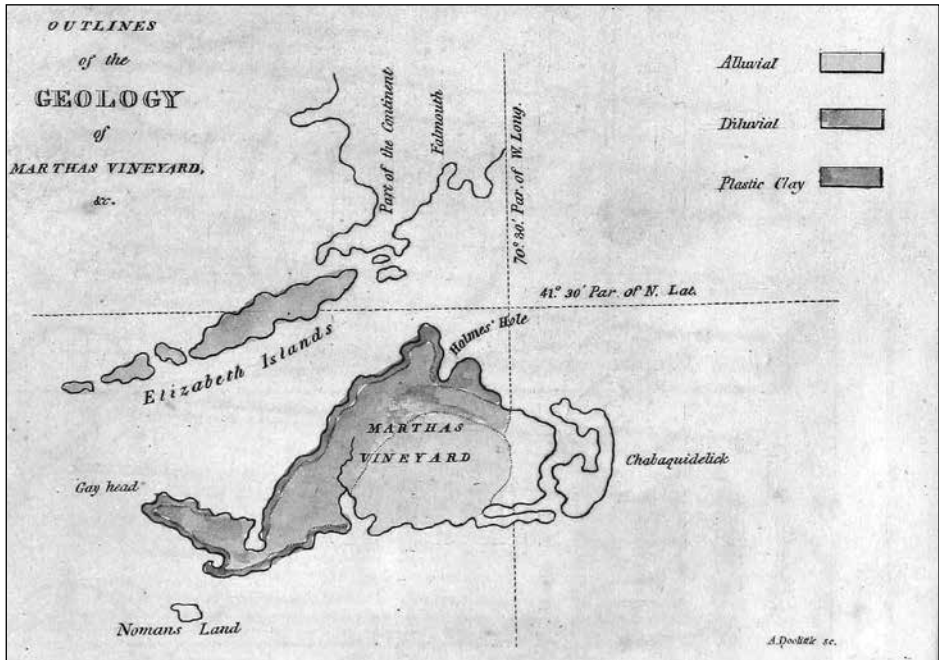 OUTLINES
of the
GEOLOGY
of
MARTHAS VINEYARD,
&c.
Alluvial
Diluvial
Plastic Clay
Part of the Continent
Falmouth
70° 30′ Par. of W. Long.
41° 30′ Par. of N. Lat.
Elizabeth Islands
Holmes' Hole
MARTHAS
VINEYARD
Chabaquidelick
Gay head
Nomans Land
A. Doolittle sc.